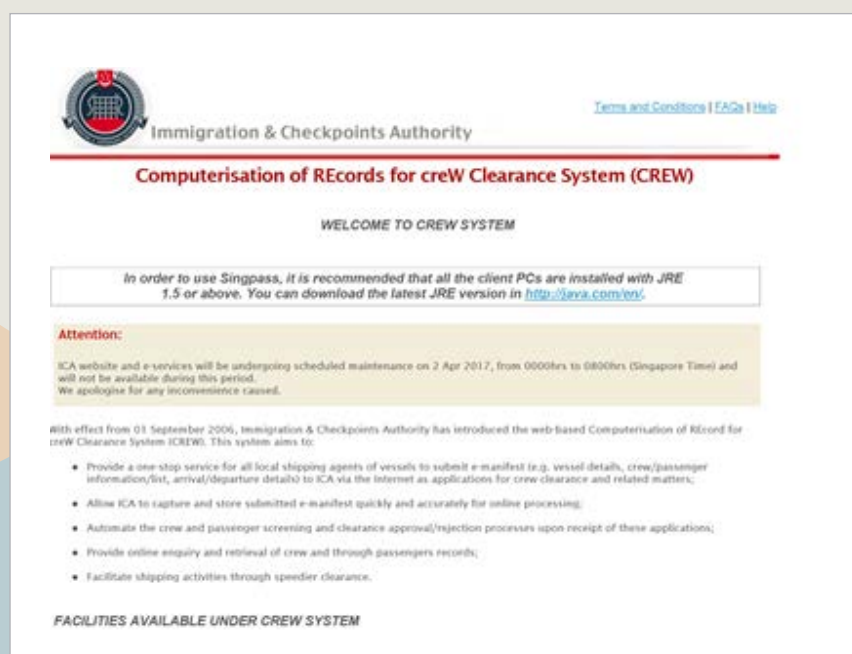 Terms and Conditions | FAQs | Help
Immigration & Checkpoints Authority
Computerisation of REcords for creW Clearance System (CREW)
WELCOME TO CREW SYSTEM
In order to use Singpass, it is recommended that all the client PCs are installed with JRE
1.5 or above. You can download the latest JRE version in http://java.com/en/.
Attention:
ICA website and e-services will be undergoing scheduled maintenance on 2 Apr 2017, from 0000hrs to 0800hrs (Singapore Time) and
will not be available during this period.
We apologise for any inconvenience caused.
With effect from 01 September 2006, Immigration & Checkpoints Authority has introduced the web-based Computerisation of REcord for
creW Clearance System (CREW). This system aims to:
• Provide a one-stop service for all local shipping agents of vessels to submit e-manifest (e.g. vessel details, crew/passenger
information/list, arrival/departure details) to ICA via the Internet as applications for crew clearance and related matters;
• Allow ICA to capture and store submitted e-manifest quickly and accurately for online processing;
• Automate the crew and passenger screening and clearance approval/rejection processes upon receipt of these applications;
• Provide online enquiry and retrieval of crew and through passengers records;
• Facilitate shipping activities through speedier clearance.
FACILITIES AVAILABLE UNDER CREW SYSTEM